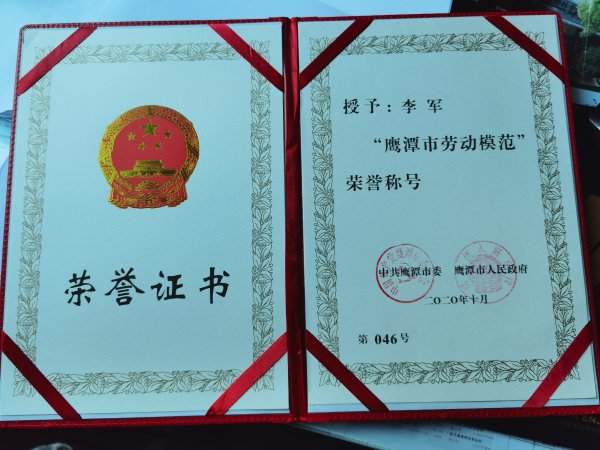 荣誉证书
授予：李军
“鹰潭市劳动模范”
荣誉称号
中共鹰潭市委 鹰潭市人民政府
二〇二〇年十月
第 046 号